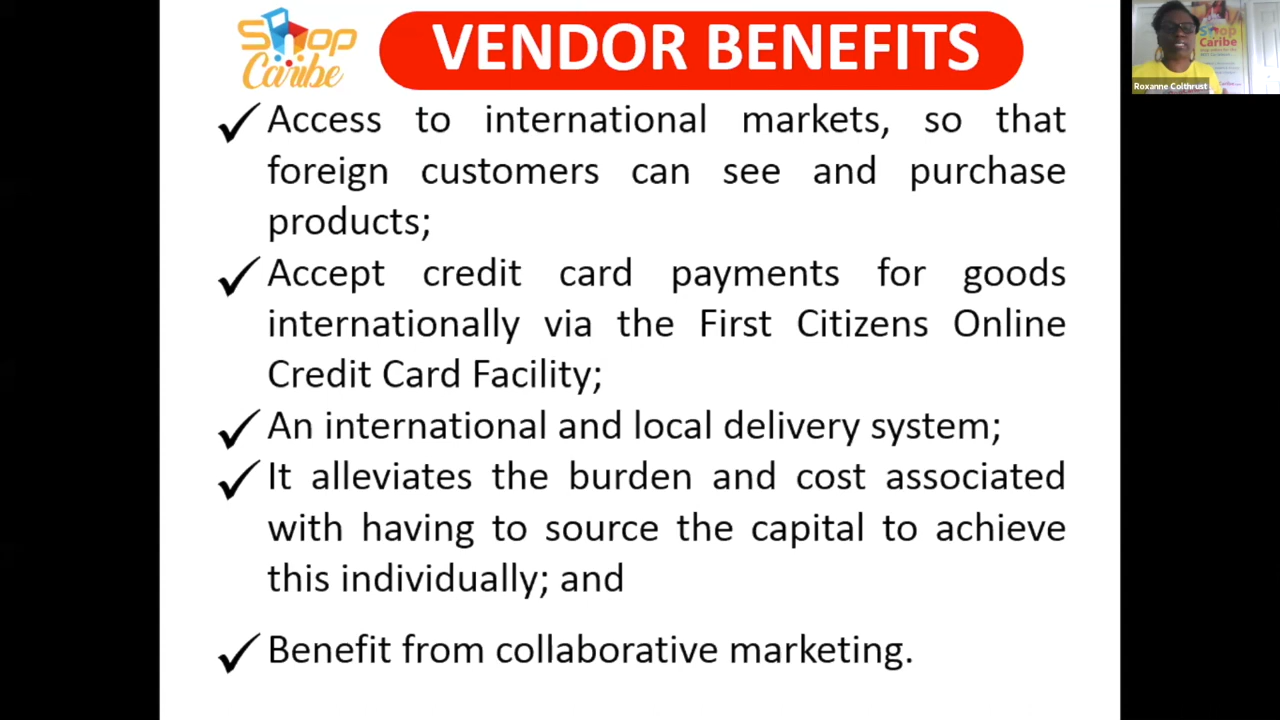 Shop
Caribe
VENDOR BENEFITS
Access to international markets, so that
foreign customers can see and purchase
products;
Accept credit card payments for goods
internationally via the First Citizens Online
Credit Card Facility;
An international and local delivery system;
It alleviates the burden and cost associated
with having to source the capital to achieve
this individually; and
Benefit from collaborative marketing.
Shop
Caribe
Roxanne Colthrust